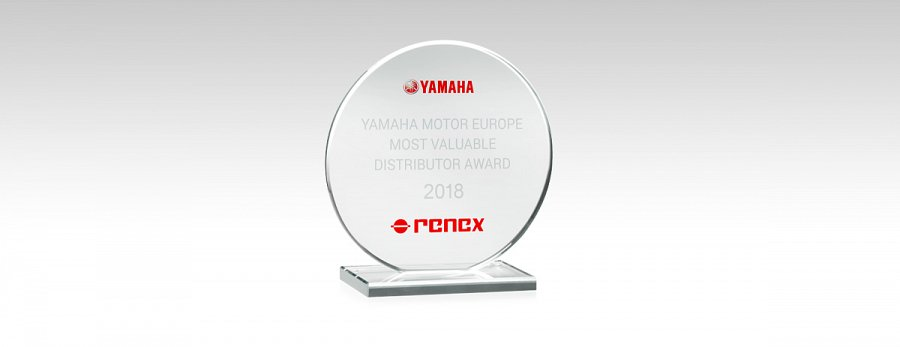 YAMAHA
YAMAHA MOTOR EUROPE
MOST VALUABLE
DISTRIBUTOR AWARD
2018
renex